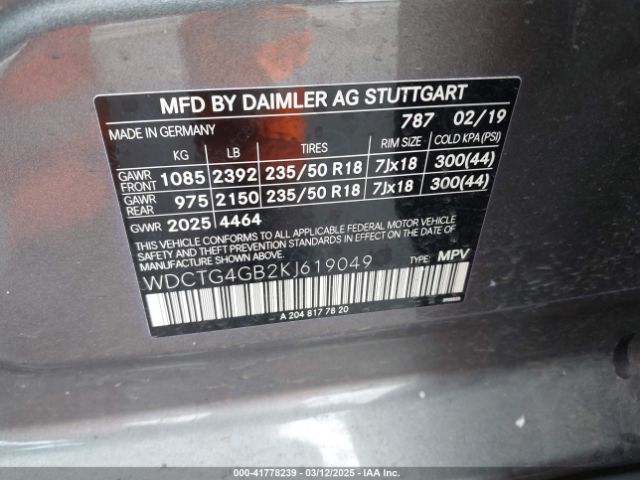 MFD BY DAIMLER AG STUTTGART
MADE IN GERMANY 787 02/19
KG LB TIRES RIM SIZE COLD KPA(PSI)
GAWR FRONT 1085 2392 235/50 R18 7Jx18 300(44)
GAWR REAR 975 2150 235/50 R18 7Jx18 300(44)
GVWR 2025 4464
THIS VEHICLE CONFORMS TO ALL APPLICABLE FEDERAL MOTOR VEHICLE
SAFETY AND THEFT PREVENTION STANDARDS IN EFFECT ON THE DATE OF
MANUFACTURE SHOWN ABOVE.
WDCTG4GB2KJ619049 TYPE: MPV
A 204 817 78 20
000-41778239 - 03/12/2025 - IAA Inc.